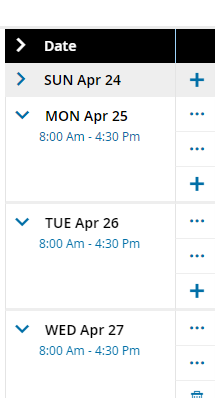 Date
SUN Apr 24
MON Apr 25
8:00 Am - 4:30 Pm
TUE Apr 26
8:00 Am - 4:30 Pm
WED Apr 27
8:00 Am - 4:30 Pm